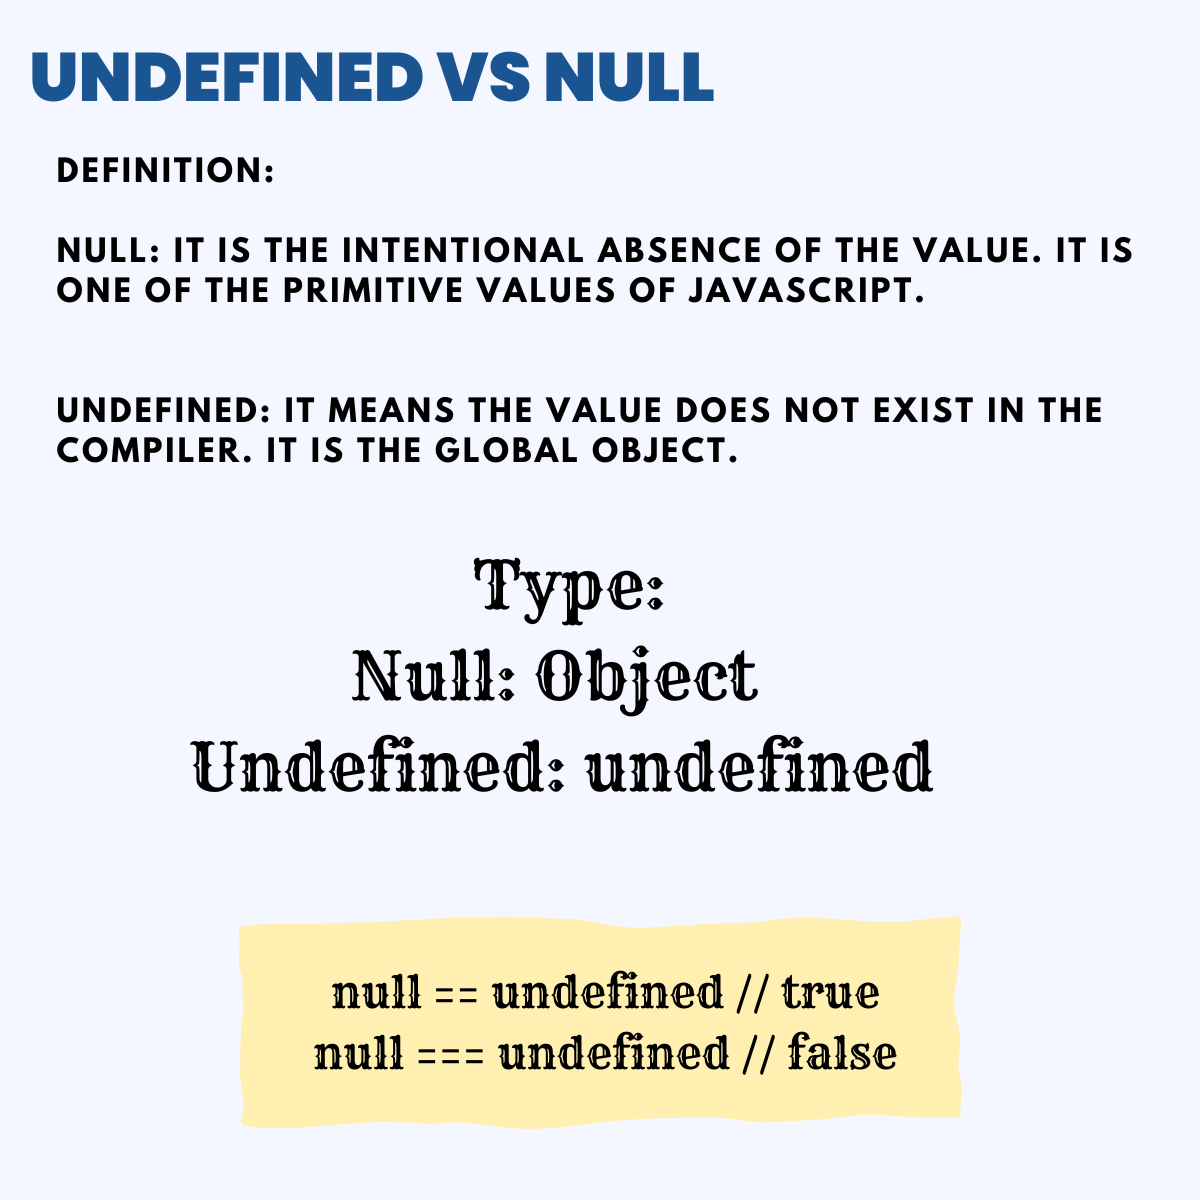 UNDEFINED VS NULL
DEFINITION:
NULL: IT IS THE INTENTIONAL ABSENCE OF THE VALUE. IT IS
ONE OF THE PRIMITIVE VALUES OF JAVASCRIPT.
UNDEFINED: IT MEANS THE VALUE DOES NOT EXIST IN THE
COMPILER. IT IS THE GLOBAL OBJECT.
Type:
Null: Object
Undefined: undefined
null == undefined // true
null === undefined // false